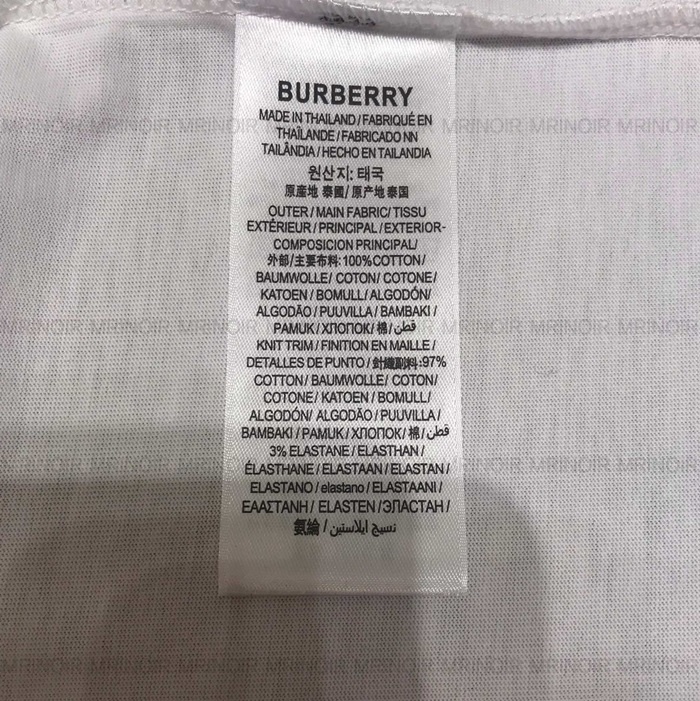 BURBERRY
MADE IN THAILAND / FABRIQUÉ EN
THAÏLANDE / FABRICADO NN
TAILÂNDIA / HECHO EN TAILANDIA
원산지: 태국
原産地 泰國 / 原产地 泰国
OUTER / MAIN FABRIC/ TISSU
EXTÉRIEUR / PRINCIPAL / EXTERIOR-
COMPOSICION PRINCIPAL/
外部/主要布料: 100% COTTON /
BAUMWOLLE / COTON / COTONE /
KATOEN / BOMULL / ALGODÓN/
ALGODÃO / PUUVILLA / BAMBAKI /
PAMUK / ХЛОПОК / 棉 / قطن
KNIT TRIM / FINITION EN MAILLE /
DETALLES DE PUNTO / 針織副料 :97%
COTTON / BAUMWOLLE/ COTON/
COTONE / KATOEN / BOMULL /
ALGODÓN/ ALGODÃO / PUUVILLA /
BAMBAKI / PAMUK / ХЛОПОК/ 棉 / قطن
3% ELASTANE / ELASTHAN /
ÉLASTHANE / ELASTAAN / ELASTAN /
ELASTANO / elastano / ELASTAANI /
ΕΛΑΣΤΑΝΗ / ELASTEN / ЭЛАСТАН /
氨綸 / نسيج ايلاستين
MRINOIR MRINOIR MRINOIR